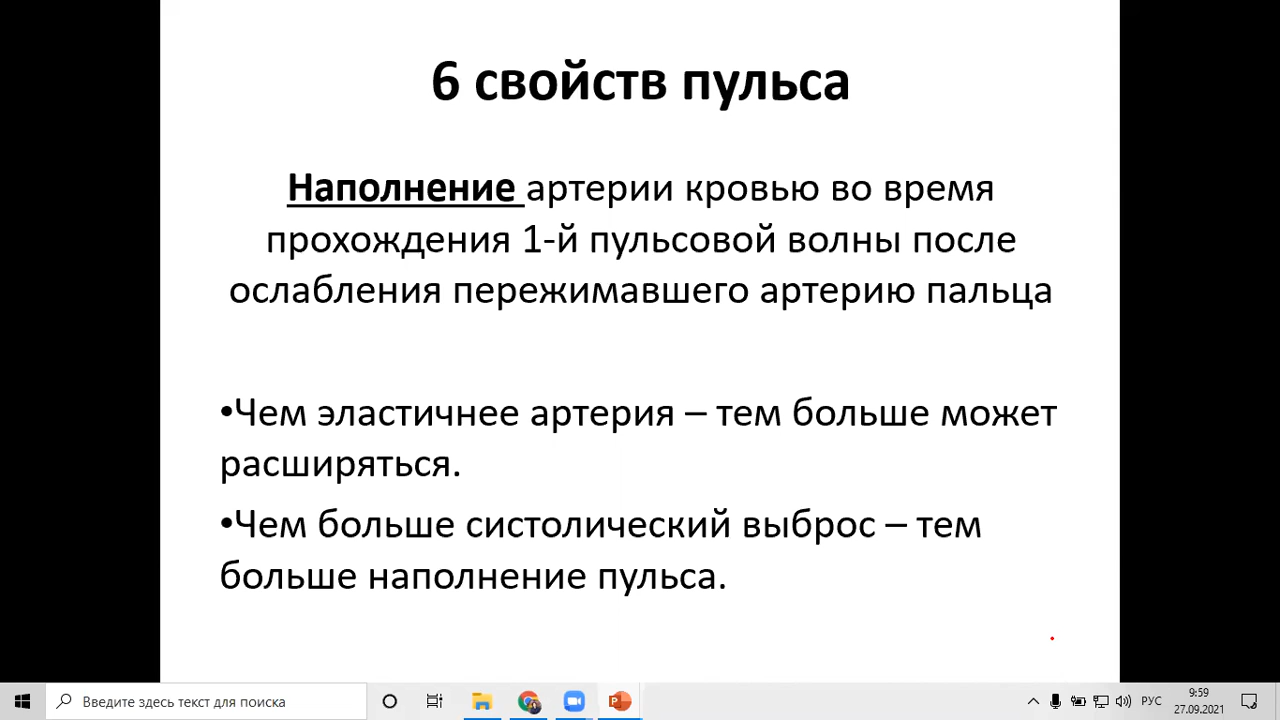 6 свойств пульса
Наполнение артерии кровью во время
прохождения 1-й пульсовой волны после
ослабления пережимавшего артерию пальца
•Чем эластичнее артерия – тем больше может
расширяться.
•Чем больше систолический выброс – тем
больше наполнение пульса.
Введите здесь текст для поиска
РУС
9:59
27.09.2021